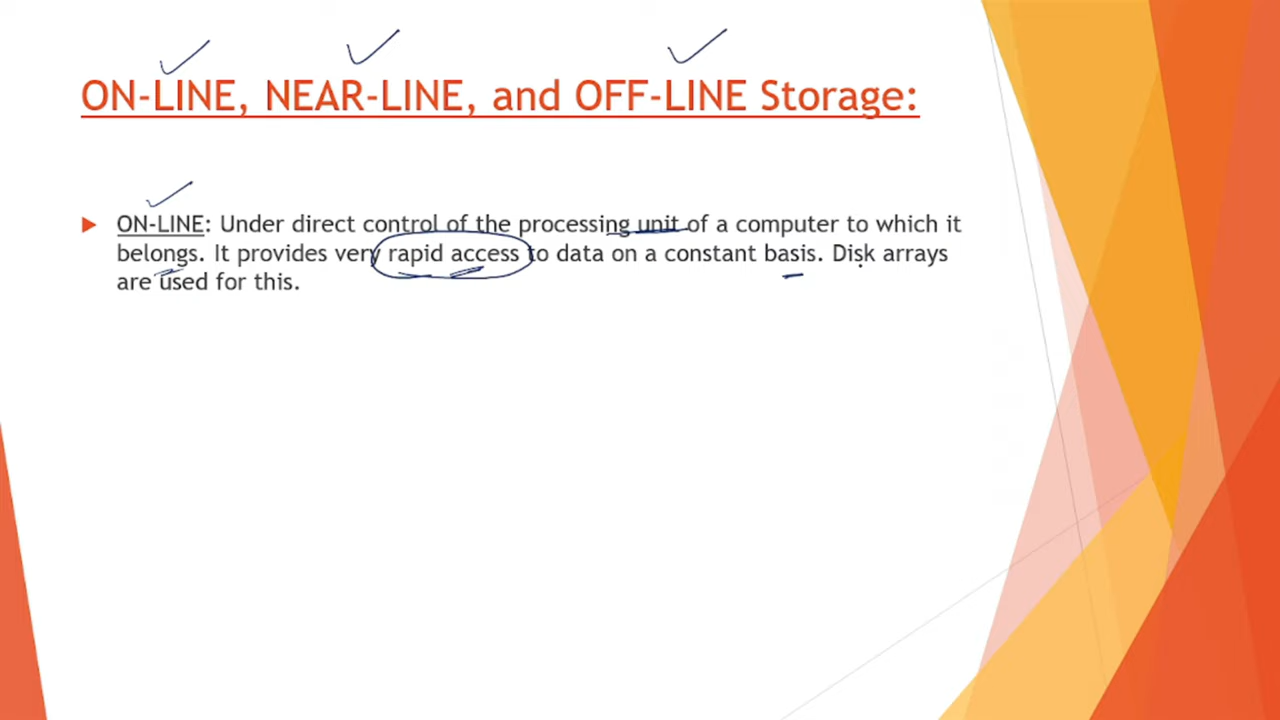 ON-LINE, NEAR-LINE, and OFF-LINE Storage:
ON-LINE: Under direct control of the processing unit of a computer to which it
belongs. It provides very rapid access to data on a constant basis. Disk arrays
are used for this.